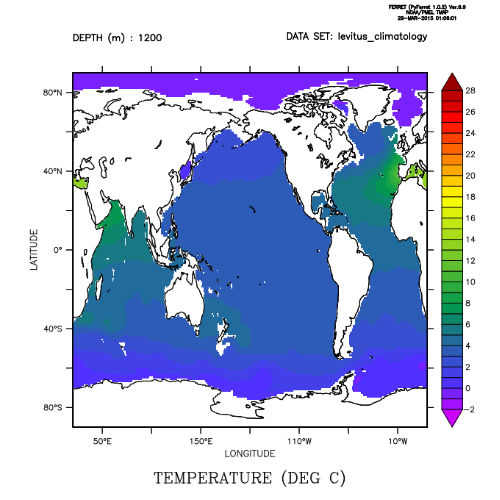 FERRET (PyFerret 1.0.2) Ver.6.9
NOAA/PMEL TMAP
29-MAR-2015 01:06:01
DEPTH (m) : 1200
DATA SET: levitus_climatology
80°N
40°N
0°
40°S
80°S
LATITUDE
50°E
150°E
110°W
10°W
LONGITUDE
28
26
24
22
20
18
16
14
12
10
8
6
4
2
0
-2
TEMPERATURE (DEG C)